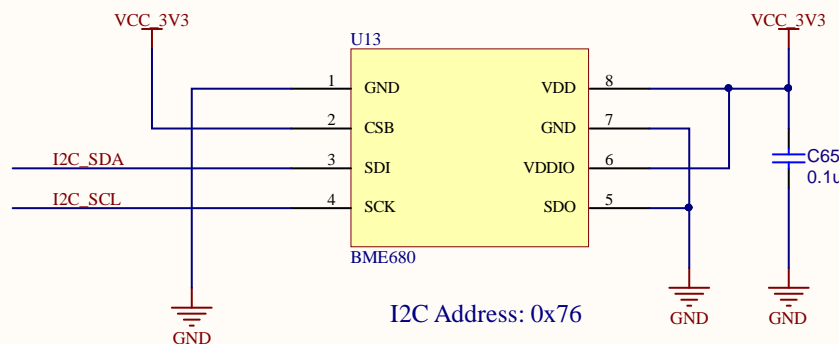 VCC_3V3
VCC_3V3
U13
1 GND VDD 8
2 CSB GND 7
I2C_SDA 3 SDI VDDIO 6
C65
0.1u
I2C_SCL 4 SCK SDO 5
BME680
I2C Address: 0x76
GND
GND
GND